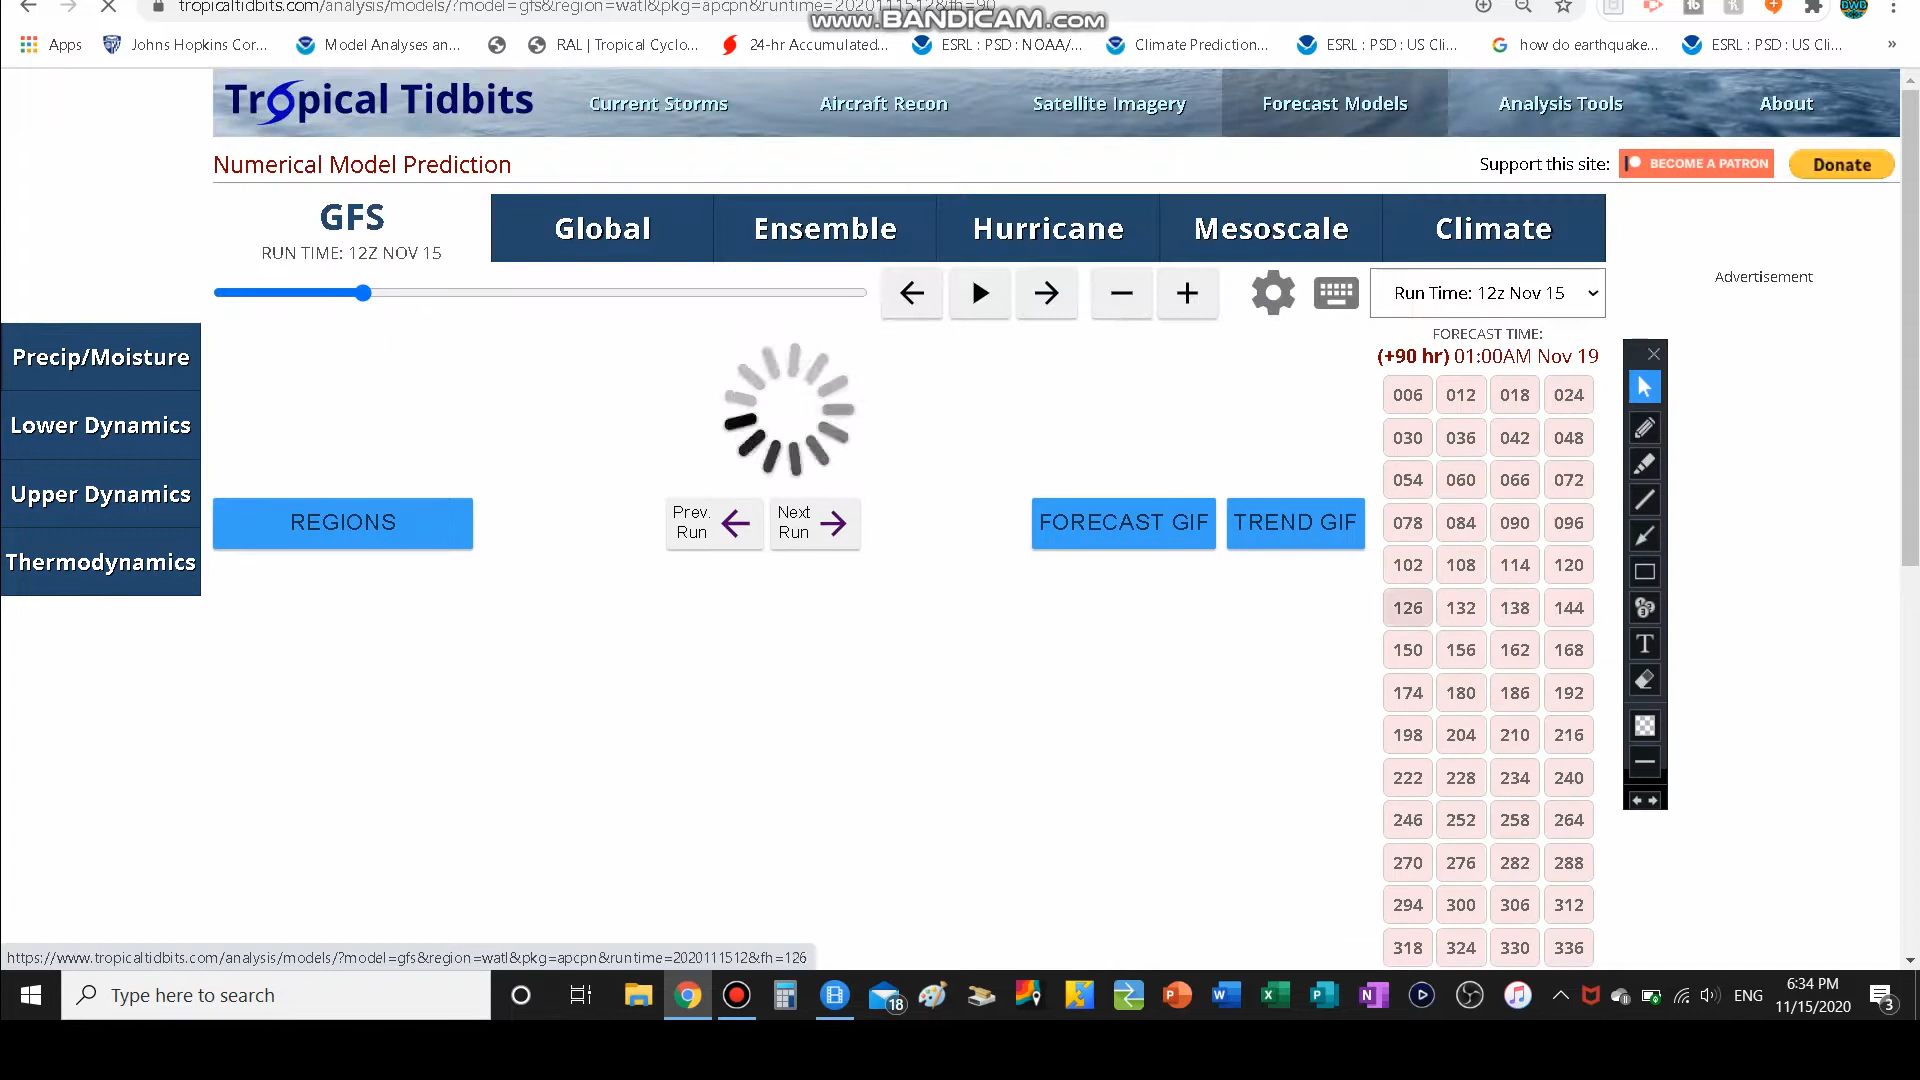 tropicaltidbits.com/analysis/models/?model=gfs&region=watl&pkg=apcpn&runtime=2020111512&fh=90
www.BANDICAM.com
Apps
Johns Hopkins Cor...
Model Analyses an...
RAL | Tropical Cyclo...
24-hr Accumulated...
ESRL : PSD : NOAA/...
Climate Prediction...
ESRL : PSD : US Cli...
how do earthquake...
ESRL : PSD : US Cli...
»
Tropical Tidbits
Current Storms
Aircraft Recon
Satellite Imagery
Forecast Models
Analysis Tools
About
Numerical Model Prediction
Support this site:
BECOME A PATRON
Donate
GFS
RUN TIME: 12Z NOV 15
Global
Ensemble
Hurricane
Mesoscale
Climate
Run Time: 12z Nov 15
Advertisement
FORECAST TIME:
(+90 hr) 01:00AM Nov 19
Precip/Moisture
Lower Dynamics
Upper Dynamics
Thermodynamics
REGIONS
Prev. Run
Next Run
FORECAST GIF
TREND GIF
006 012 018 024
030 036 042 048
054 060 066 072
078 084 090 096
102 108 114 120
126 132 138 144
150 156 162 168
174 180 186 192
198 204 210 216
222 228 234 240
246 252 258 264
270 276 282 288
294 300 306 312
318 324 330 336
T
https://www.tropicaltidbits.com/analysis/models/?model=gfs&region=watl&pkg=apcpn&runtime=2020111512&fh=126
Type here to search
18
ENG
6:34 PM
11/15/2020
3